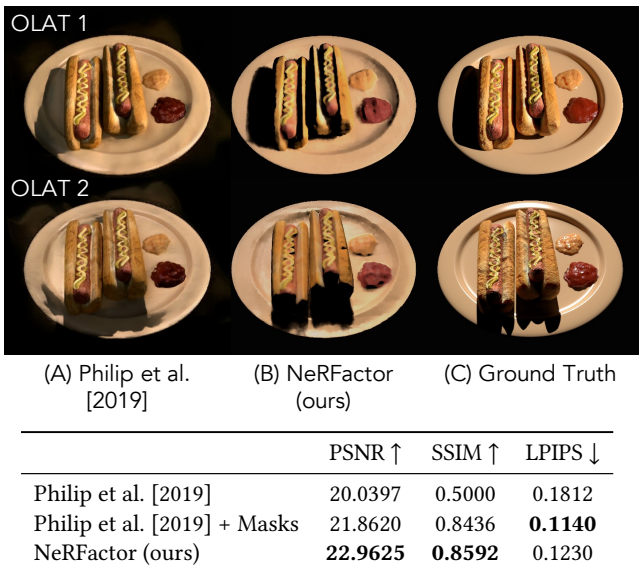 OLAT 1
OLAT 2
(A) Philip et al. (B) NeRFactor (C) Ground Truth
[2019] (ours)
PSNR ↑ SSIM ↑ LPIPS ↓
Philip et al. [2019] 20.0397 0.5000 0.1812
Philip et al. [2019] + Masks 21.8620 0.8436 0.1140
NeRFactor (ours) 22.9625 0.8592 0.1230